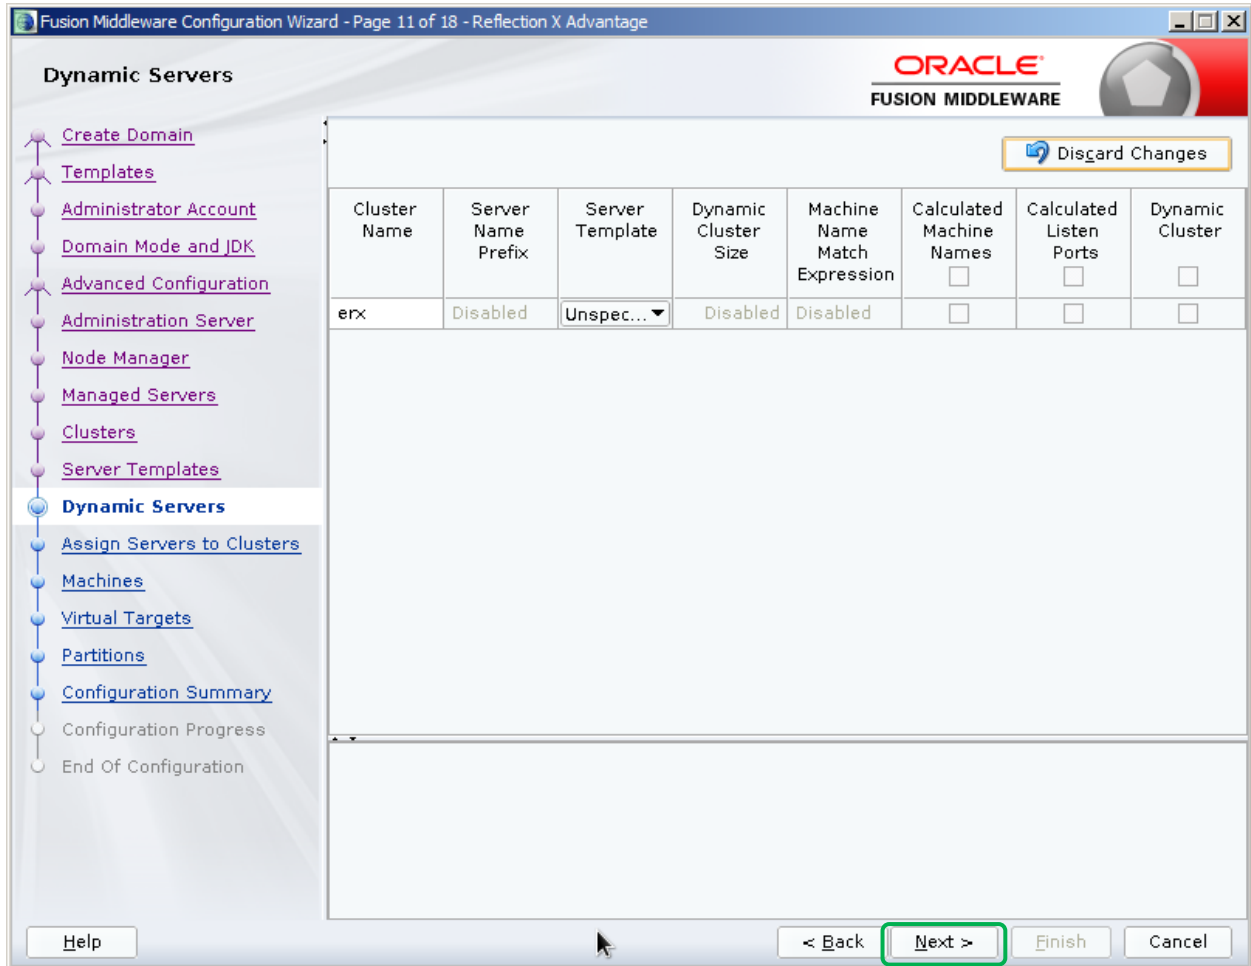 Fusion Middleware Configuration Wizard - Page 11 of 18 - Reflection X Advantage
Dynamic Servers
ORACLE
FUSION MIDDLEWARE
Create Domain
Templates
Administrator Account
Domain Mode and JDK
Advanced Configuration
Administration Server
Node Manager
Managed Servers
Clusters
Server Templates
Dynamic Servers
Assign Servers to Clusters
Machines
Virtual Targets
Partitions
Configuration Summary
Configuration Progress
End Of Configuration
Discard Changes
Cluster Name
Server Name Prefix
Server Template
Dynamic Cluster Size
Machine Name Match Expression
Calculated Machine Names
Calculated Listen Ports
Dynamic Cluster
erx Disabled Unspec... Disabled Disabled
Help < Back Next > Finish Cancel